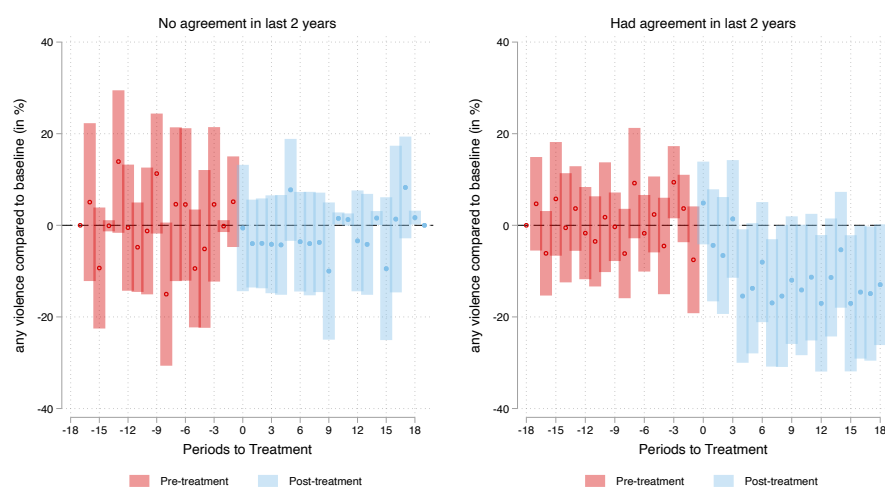 No agreement in last 2 years
any violence compared to baseline (in %)
40
20
0
-20
-40
-18 -15 -12 -9 -6 -3 0 3 6 9 12 15 18
Periods to Treatment
Pre-treatment Post-treatment
Had agreement in last 2 years
any violence compared to baseline (in %)
40
20
0
-20
-40
-18 -15 -12 -9 -6 -3 0 3 6 9 12 15 18
Periods to Treatment
Pre-treatment Post-treatment